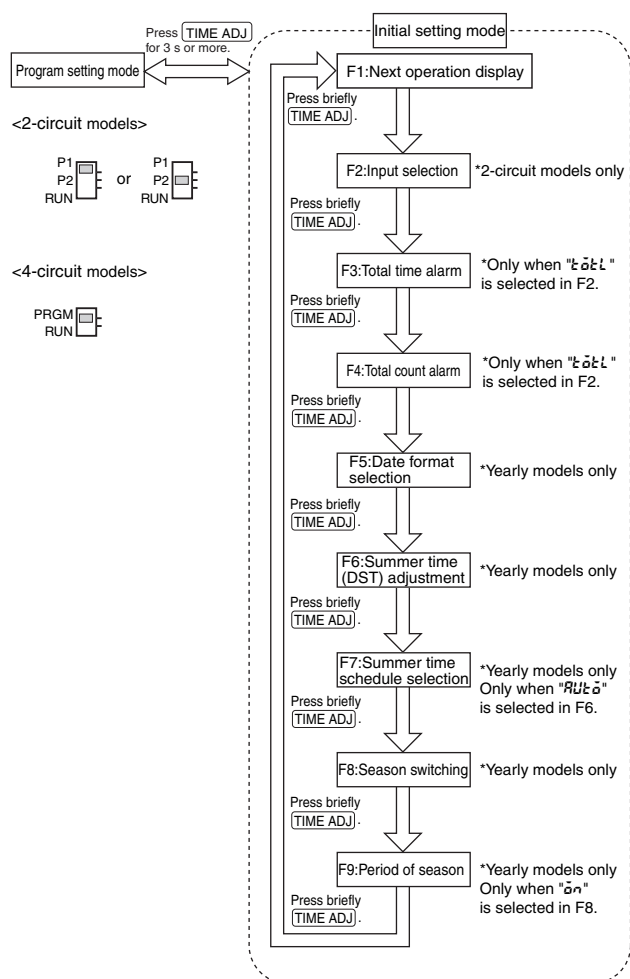 Press TIME ADJ
for 3 s or more.
Initial setting mode
Program setting mode
F1:Next operation display
Press briefly
TIME ADJ.
<2-circuit models>
P1
P2
RUN
or
P1
P2
RUN
F2:Input selection
*2-circuit models only
Press briefly
TIME ADJ.
<4-circuit models>
PRGM
RUN
F3:Total time alarm
*Only when "totL"
is selected in F2.
Press briefly
TIME ADJ.
F4:Total count alarm
*Only when "totL"
is selected in F2.
Press briefly
TIME ADJ.
F5:Date format
selection
*Yearly models only
Press briefly
TIME ADJ.
F6:Summer time
(DST) adjustment
*Yearly models only
Press briefly
TIME ADJ.
F7:Summer time
schedule selection
*Yearly models only
Only when "AUto"
is selected in F6.
Press briefly
TIME ADJ.
F8:Season switching
*Yearly models only
Press briefly
TIME ADJ.
F9:Period of season
*Yearly models only
Only when "on"
is selected in F8.
Press briefly
TIME ADJ.